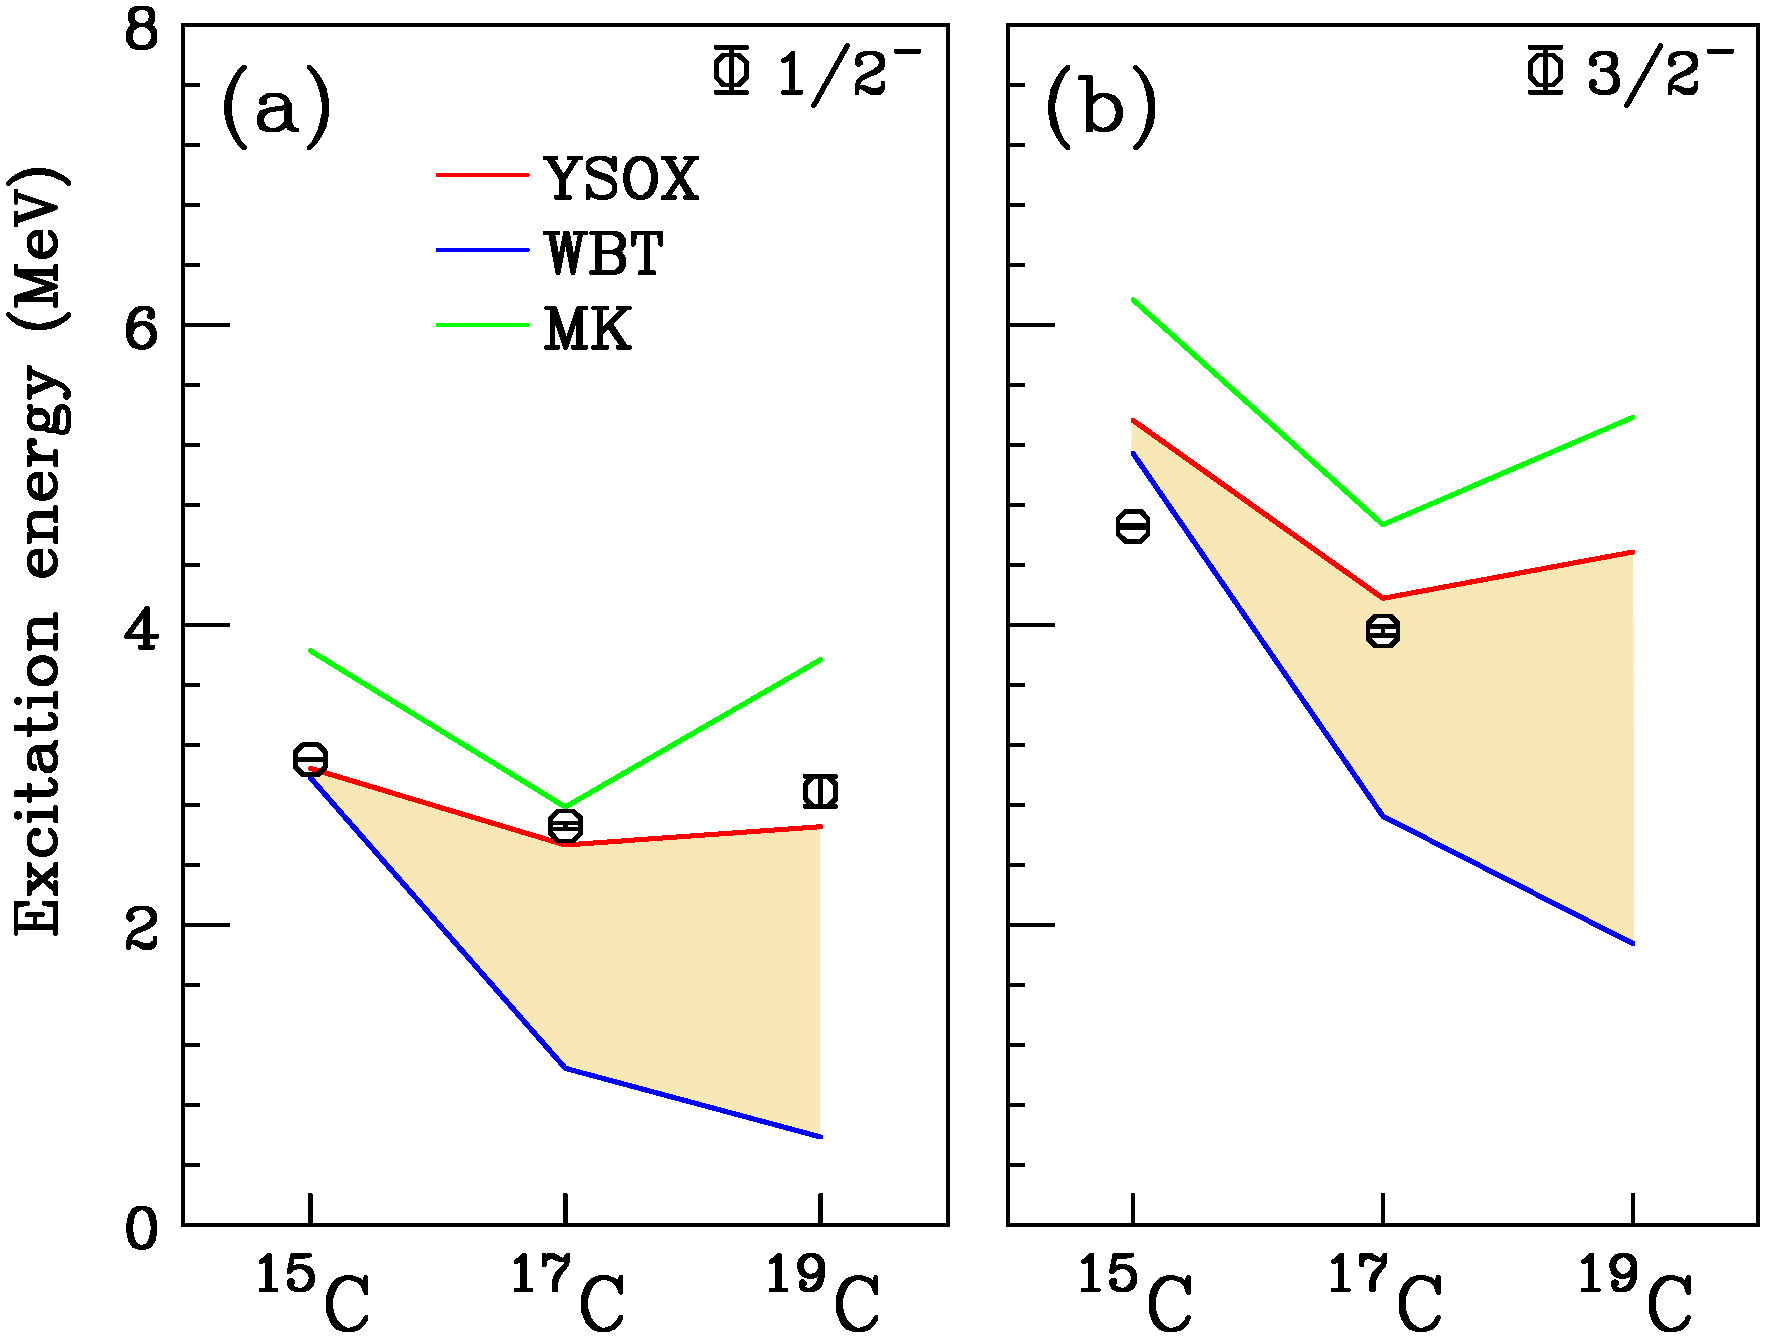 Excitation energy (MeV)
8
6
4
2
0
(a)
Φ 1/2⁻
YSOX
WBT
MK
¹⁵C
¹⁷C
¹⁹C
(b)
Φ 3/2⁻
¹⁵C
¹⁷C
¹⁹C